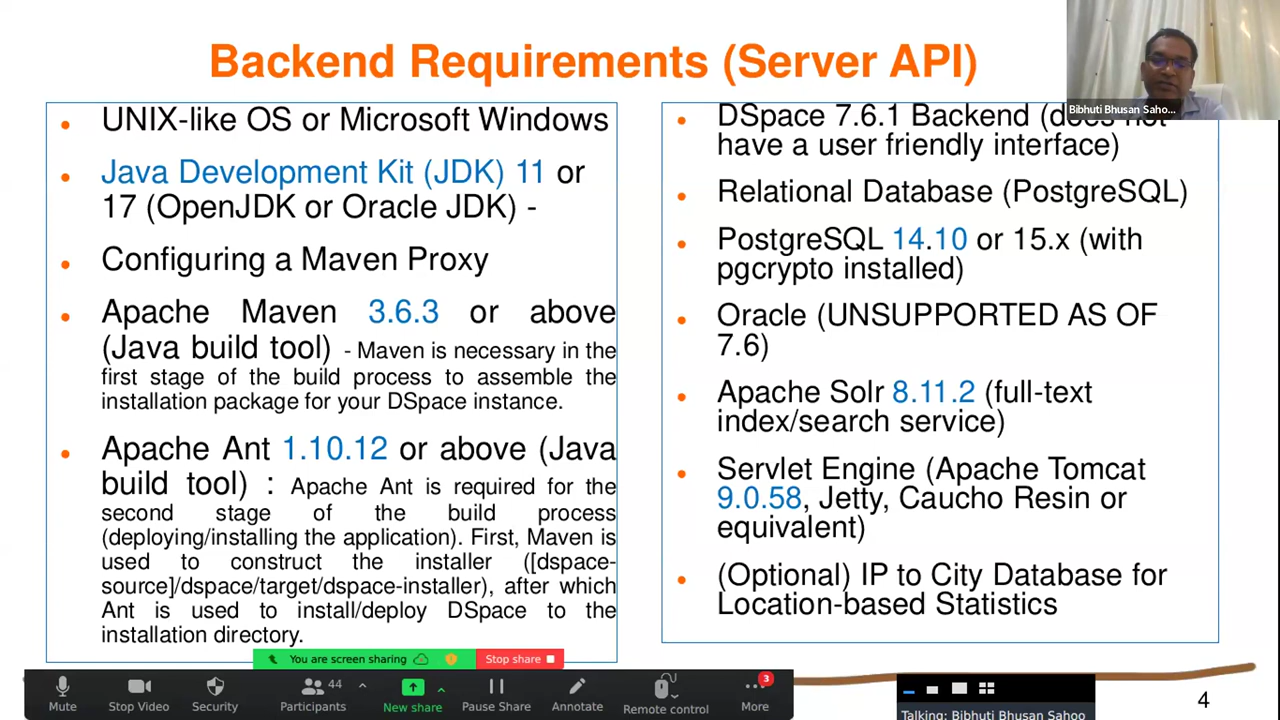 Backend Requirements (Server API)
Bibhuti Bhusan Saho...
UNIX-like OS or Microsoft Windows
Java Development Kit (JDK) 11 or
17 (OpenJDK or Oracle JDK) -
Configuring a Maven Proxy
Apache Maven 3.6.3 or above
(Java build tool) - Maven is necessary in the
first stage of the build process to assemble the
installation package for your DSpace instance.
Apache Ant 1.10.12 or above (Java
build tool) : Apache Ant is required for the
second stage of the build process
(deploying/installing the application). First, Maven is
used to construct the installer ([dspace-
source]/dspace/target/dspace-installer), after which
Ant is used to install/deploy DSpace to the
installation directory.
DSpace 7.6.1 Backend (does not
have a user friendly interface)
Relational Database (PostgreSQL)
PostgreSQL 14.10 or 15.x (with
pgcrypto installed)
Oracle (UNSUPPORTED AS OF
7.6)
Apache Solr 8.11.2 (full-text
index/search service)
Servlet Engine (Apache Tomcat
9.0.58, Jetty, Caucho Resin or
equivalent)
(Optional) IP to City Database for
Location-based Statistics
You are screen sharing
Stop share
Mute
Stop Video
Security
44
Participants
New share
Pause Share
Annotate
Remote control
3
More
Talking: Bibhuti Bhusan Sahoo
4